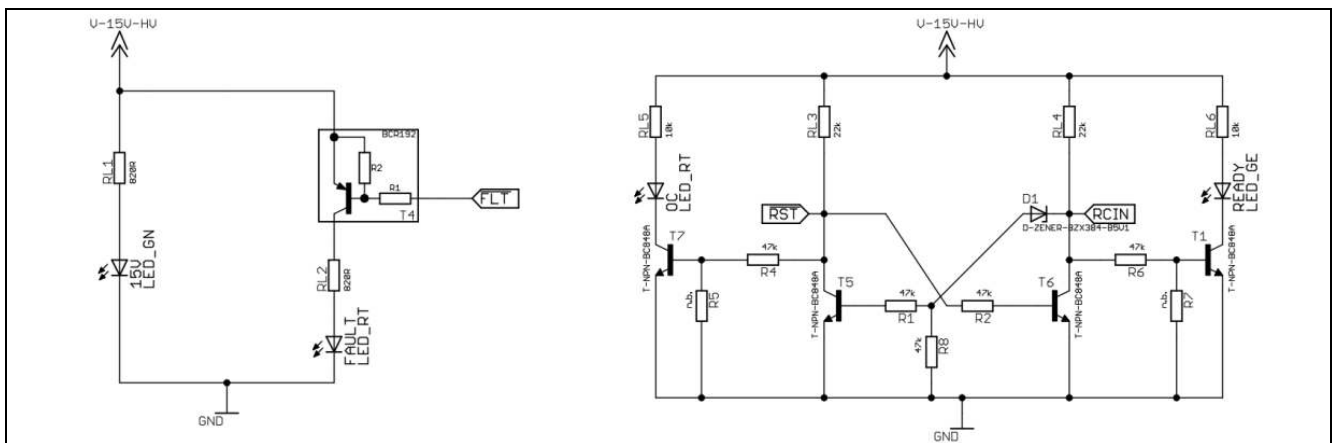 V-15V-HV
RL1
820R
15V
LED_GN
BCR192
R2
R1
T4
FLT
RL2
820R
FAULT
LED_RT
GND
V-15V-HV
RL5
10k
OC
LED_RT
RL3
22k
RL4
22k
RL6
10k
READY
LED_GE
RST
D1
D-ZENER-BZX384-B5V1
RCIN
T7
T-NPN-BC848A
47k
R4
R5
T5
T-NPN-BC848A
47k
R1
47k
R2
47k
R8
T6
T-NPN-BC848A
47k
R6
R7
T1
T-NPN-BC848A
GND